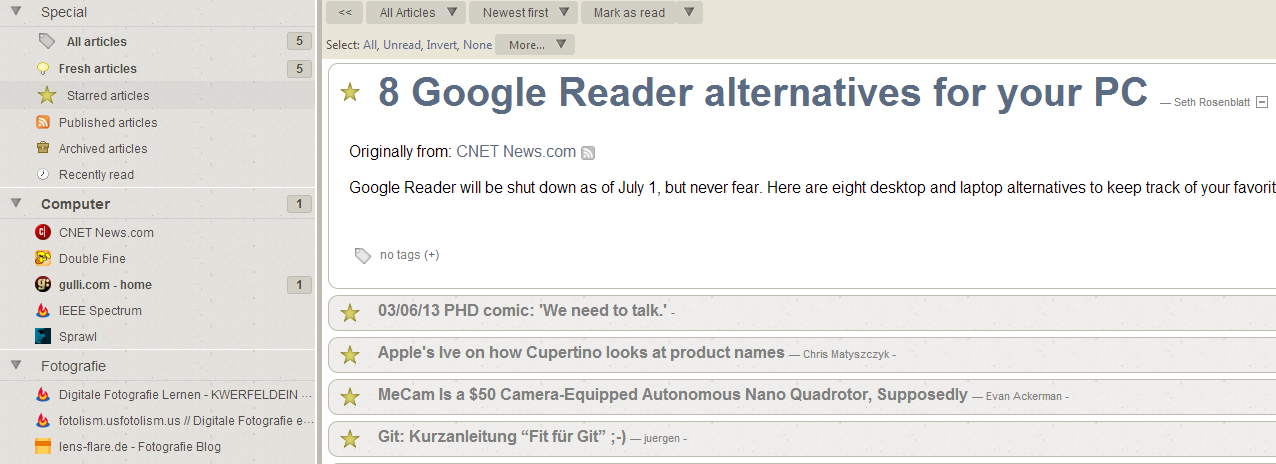 Special
All articles 5
Fresh articles 5
Starred articles
Published articles
Archived articles
Recently read
Computer 1
CNET News.com
Double Fine
gulli.com - home 1
IEEE Spectrum
Sprawl
Fotografie
Digitale Fotografie Lernen - KWERFELDEIN ...
fotolism.usfotolism.us // Digitale Fotografie e...
lens-flare.de - Fotografie Blog
<< All Articles Newest first Mark as read
Select: All, Unread, Invert, None More...
8 Google Reader alternatives for your PC — Seth Rosenblatt
Originally from: CNET News.com
Google Reader will be shut down as of July 1, but never fear. Here are eight desktop and laptop alternatives to keep track of your favorit
no tags (+)
03/06/13 PHD comic: 'We need to talk.' -
Apple's Ive on how Cupertino looks at product names — Chris Matyszczyk -
MeCam Is a $50 Camera-Equipped Autonomous Nano Quadrotor, Supposedly — Evan Ackerman -
Git: Kurzanleitung “Fit für Git” ;-) — juergen -